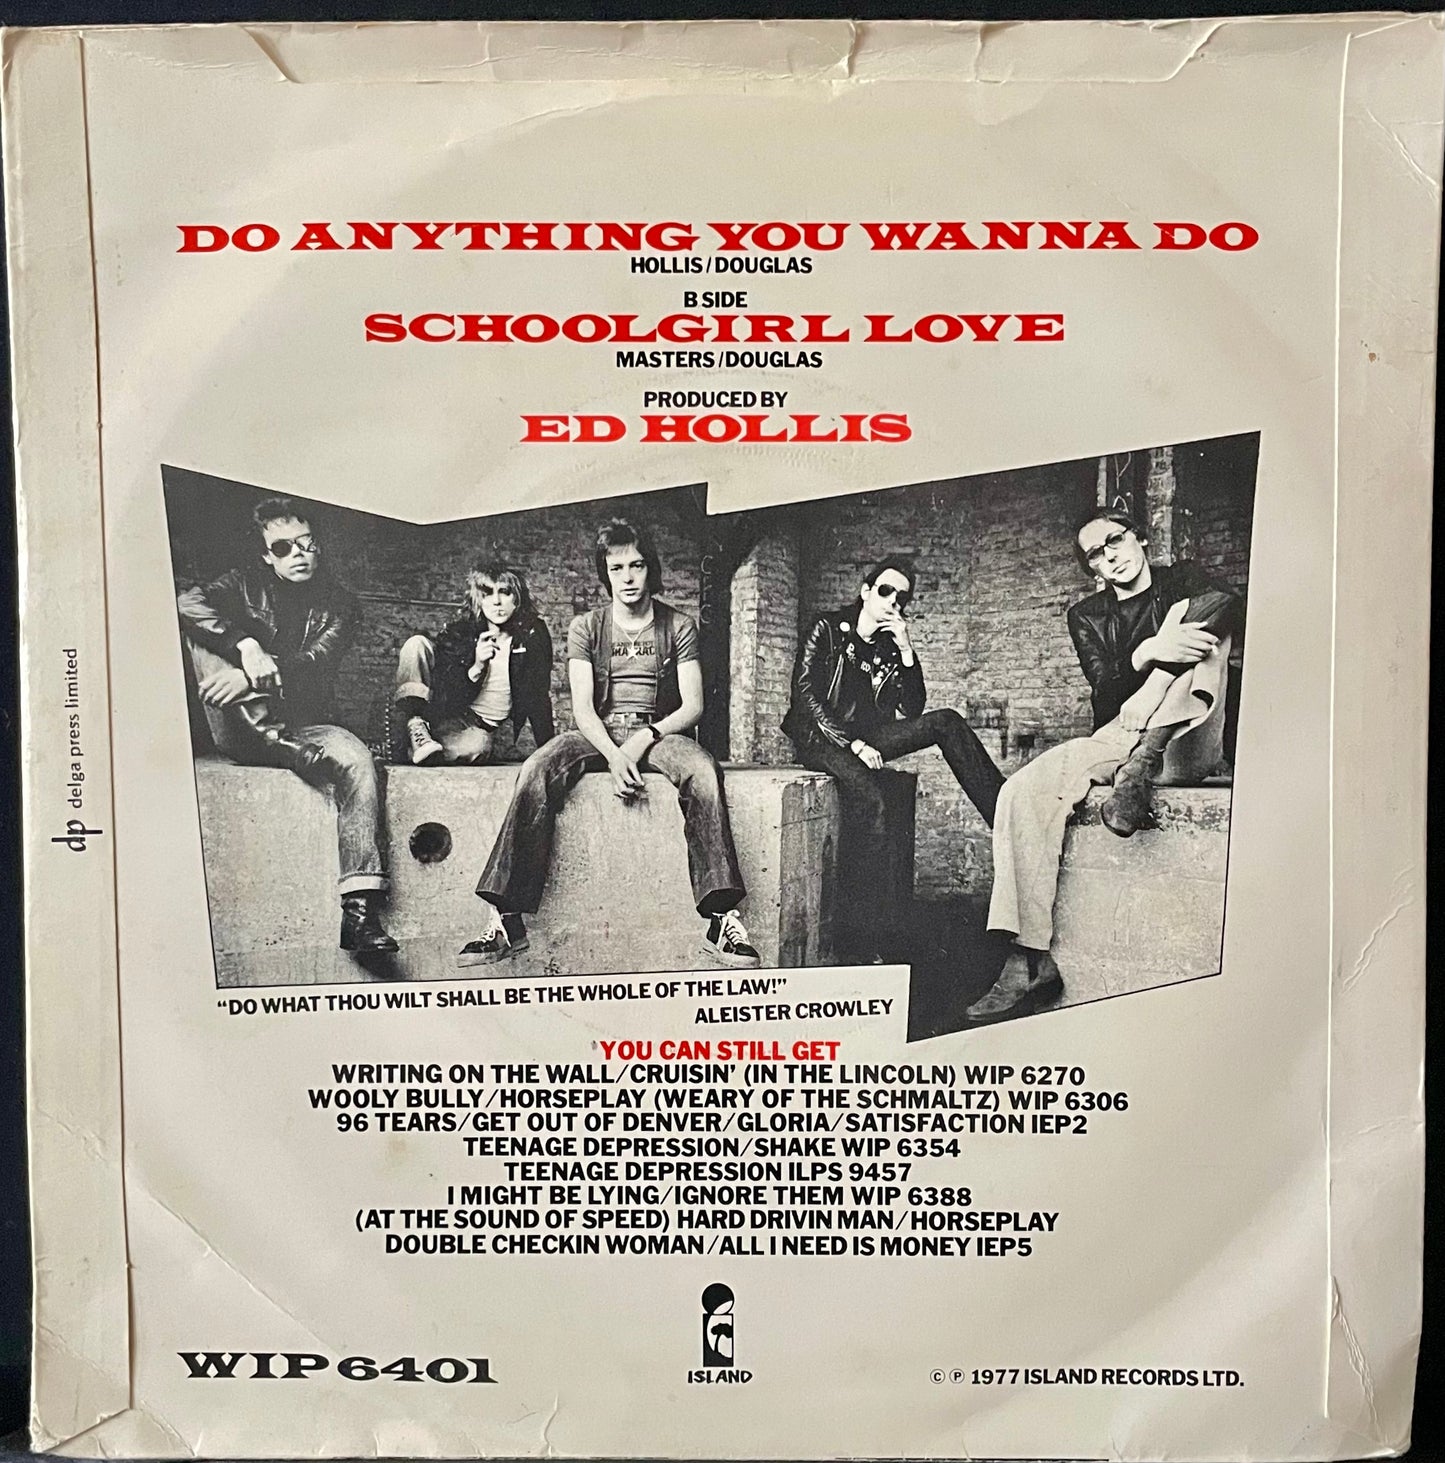 DO ANYTHING YOU WANNA DO
HOLLIS/DOUGLAS
B SIDE
SCHOOLGIRL LOVE
MASTERS/DOUGLAS
PRODUCED BY
ED HOLLIS
dp delga press limited
“DO WHAT THOU WILT SHALL BE THE WHOLE OF THE LAW!”
ALEISTER CROWLEY
YOU CAN STILL GET
WRITING ON THE WALL/CRUISIN’ (IN THE LINCOLN) WIP 6270
WOOLY BULLY/HORSEPLAY (WEARY OF THE SCHMALTZ) WIP 6306
96 TEARS/GET OUT OF DENVER/GLORIA/SATISFACTION IEP2
TEENAGE DEPRESSION/SHAKE WIP 6354
TEENAGE DEPRESSION ILPS 9457
I MIGHT BE LYING/IGNORE THEM WIP 6388
(AT THE SOUND OF SPEED) HARD DRIVIN MAN/HORSEPLAY
DOUBLE CHECKIN WOMAN/ALL I NEED IS MONEY IEP5
WIP 6401
ISLAND
© ℗ 1977 ISLAND RECORDS LTD.